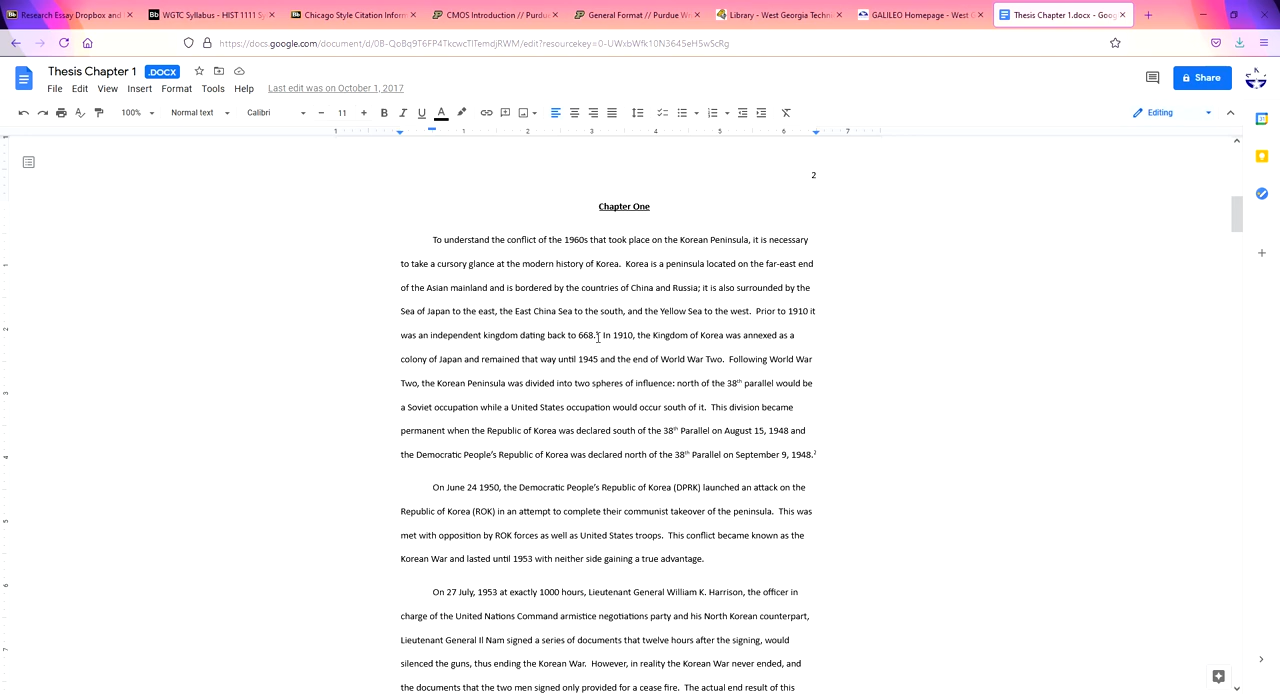 Research Essay Dropbox and
WGTC Syllabus - HIST 1111 S
Chicago Style Citation Inform
CMOS Introduction // Purdu
General Format // Purdue W
Library - West Georgia Techni
GALILEO Homepage - West G
Thesis Chapter 1.docx - Goog
https://docs.google.com/document/d/0B-QoBq9T6FP4TkcwcTlTemdjRWM/edit?resourcekey=0-UWxbWfk10N3645eH5wScRg
Thesis Chapter 1 .DOCX
Share
File Edit View Insert Format Tools Help Last edit was on October 1, 2017
100% Normal text Calibri 11 B I U A Editing
1 1 2 3 4 5 6 7
2
Chapter One
To understand the conflict of the 1960s that took place on the Korean Peninsula, it is necessary
to take a cursory glance at the modern history of Korea. Korea is a peninsula located on the far-east end
of the Asian mainland and is bordered by the countries of China and Russia; it is also surrounded by the
Sea of Japan to the east, the East China Sea to the south, and the Yellow Sea to the west. Prior to 1910 it
was an independent kingdom dating back to 668. In 1910, the Kingdom of Korea was annexed as a
colony of Japan and remained that way until 1945 and the end of World War Two. Following World War
Two, the Korean Peninsula was divided into two spheres of influence: north of the 38th parallel would be
a Soviet occupation while a United States occupation would occur south of it. This division became
permanent when the Republic of Korea was declared south of the 38th Parallel on August 15, 1948 and
the Democratic People's Republic of Korea was declared north of the 38th Parallel on September 9, 1948.2
On June 24 1950, the Democratic People's Republic of Korea (DPRK) launched an attack on the
Republic of Korea (ROK) in an attempt to complete their communist takeover of the peninsula. This was
met with opposition by ROK forces as well as United States troops. This conflict became known as the
Korean War and lasted until 1953 with neither side gaining a true advantage.
On 27 July, 1953 at exactly 1000 hours, Lieutenant General William K. Harrison, the officer in
charge of the United Nations Command armistice negotiations party and his North Korean counterpart,
Lieutenant General Il Nam signed a series of documents that twelve hours after the signing, would
silenced the guns, thus ending the Korean War. However, in reality the Korean War never ended, and
the documents that the two men signed only provided for a cease fire. The actual end result of this